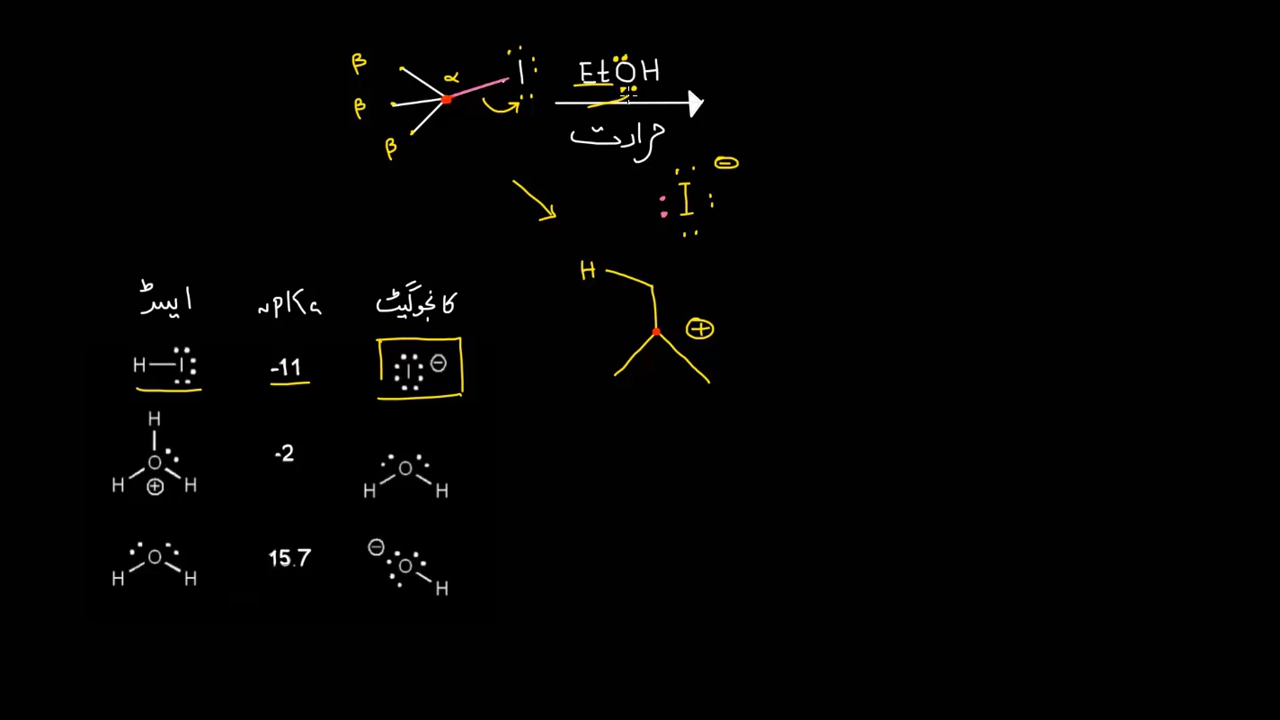 β
α
I
EtOH
β
حرارت
β
I ⊖
H
⊕
ایسڈ ~pKa کانجوگیٹ
H—I -11 I ⊖
H
O -2 O
H ⊕ H H H
O 15.7 ⊖ O
H H H